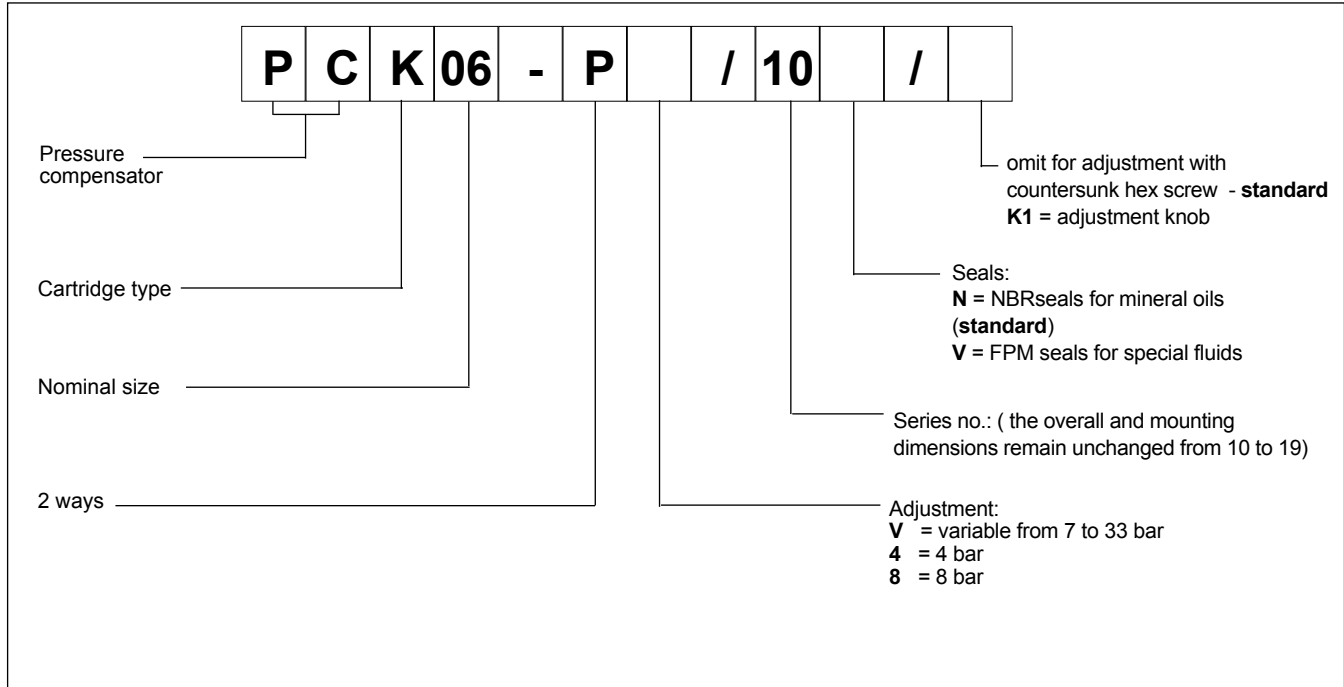 P C K 06 - P / 10 /
Pressure
compensator
Cartridge type
Nominal size
2 ways
omit for adjustment with
countersunk hex screw - standard
K1 = adjustment knob
Seals:
N = NBRseals for mineral oils
(standard)
V = FPM seals for special fluids
Series no.: ( the overall and mounting
dimensions remain unchanged from 10 to 19)
Adjustment:
V = variable from 7 to 33 bar
4 = 4 bar
8 = 8 bar